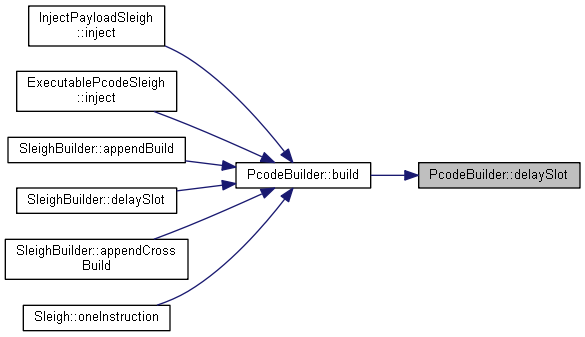 InjectPayloadSleigh
::inject
ExecutablePcodeSleigh
::inject
SleighBuilder::appendBuild
SleighBuilder::delaySlot
SleighBuilder::appendCross
Build
Sleigh::oneInstruction
PcodeBuilder::build
PcodeBuilder::delaySlot